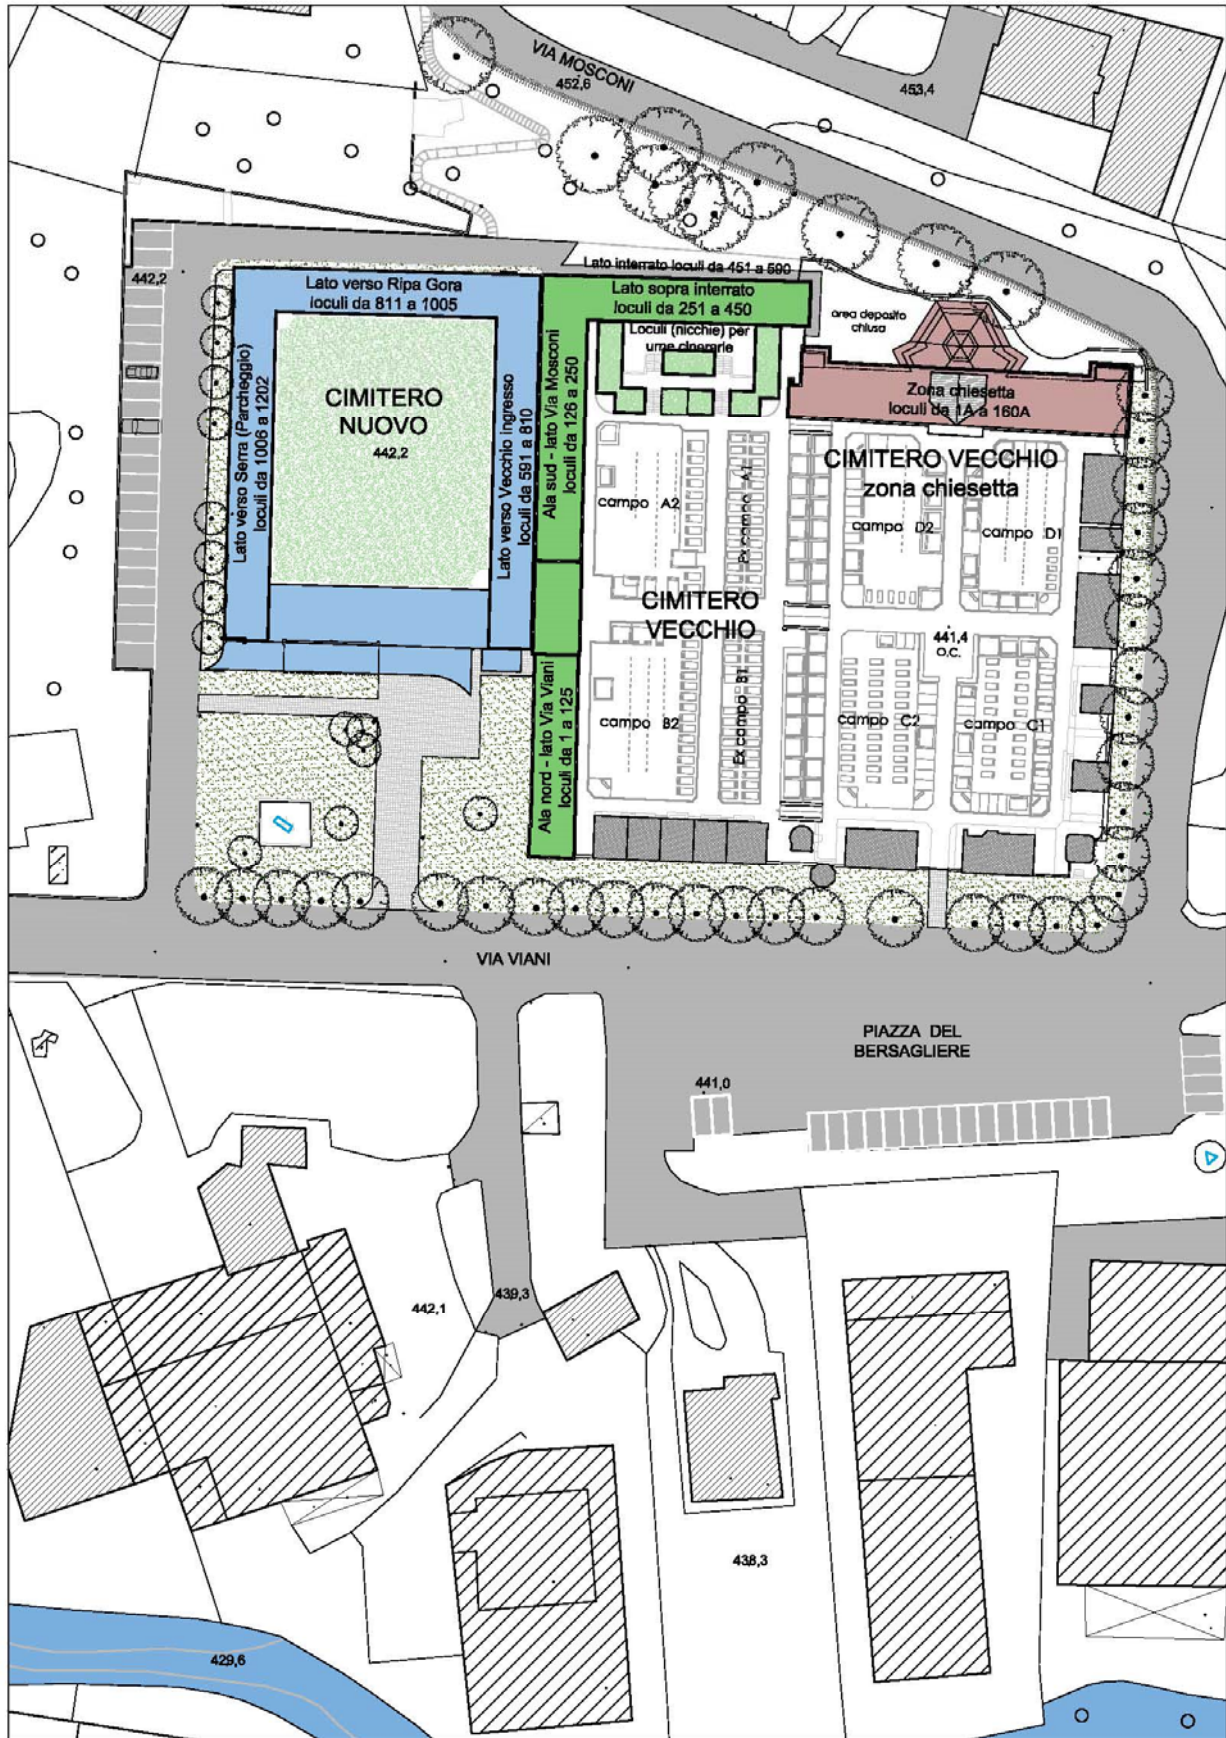 VIA MOSCONI
452,6
453,4
442,2
Lato interrato loculi da 451 a 590
Lato verso Ripa Gora
loculi da 811 a 1005
Lato sopra interrato
loculi da 251 a 450
area deposito
chiusa
Loculi (nicchie) per
urne cinerarie
Lato verso Serra (Parcheggio)
loculi da 1006 a 1202
CIMITERO
NUOVO
442,2
Lato verso Vecchio ingresso
loculi da 591 a 810
Ala sud - lato Via Mosconi
loculi da 126 a 250
Zona chiesetta
loculi da 1A a 160A
CIMITERO VECCHIO
zona chiesetta
campo A2
Ex campo A1
campo D2
campo D1
CIMITERO
VECCHIO
441,4
O.C.
Ala nord - lato Via Viani
loculi da 1 a 125
campo B2
Ex campo B1
campo C2
campo C1
VIA VIANI
PIAZZA DEL
BERSAGLIERE
441,0
439,3
442,1
438,3
429,6